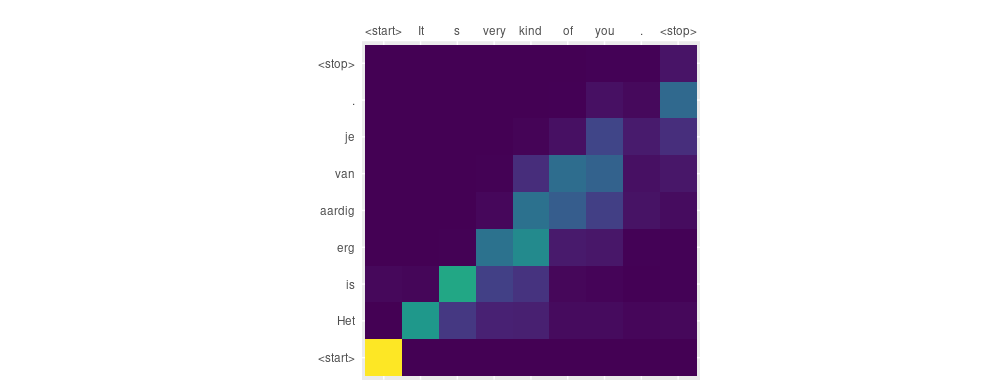 <start> It s very kind of you . <stop>
<stop>
.
je
van
aardig
erg
is
Het
<start>